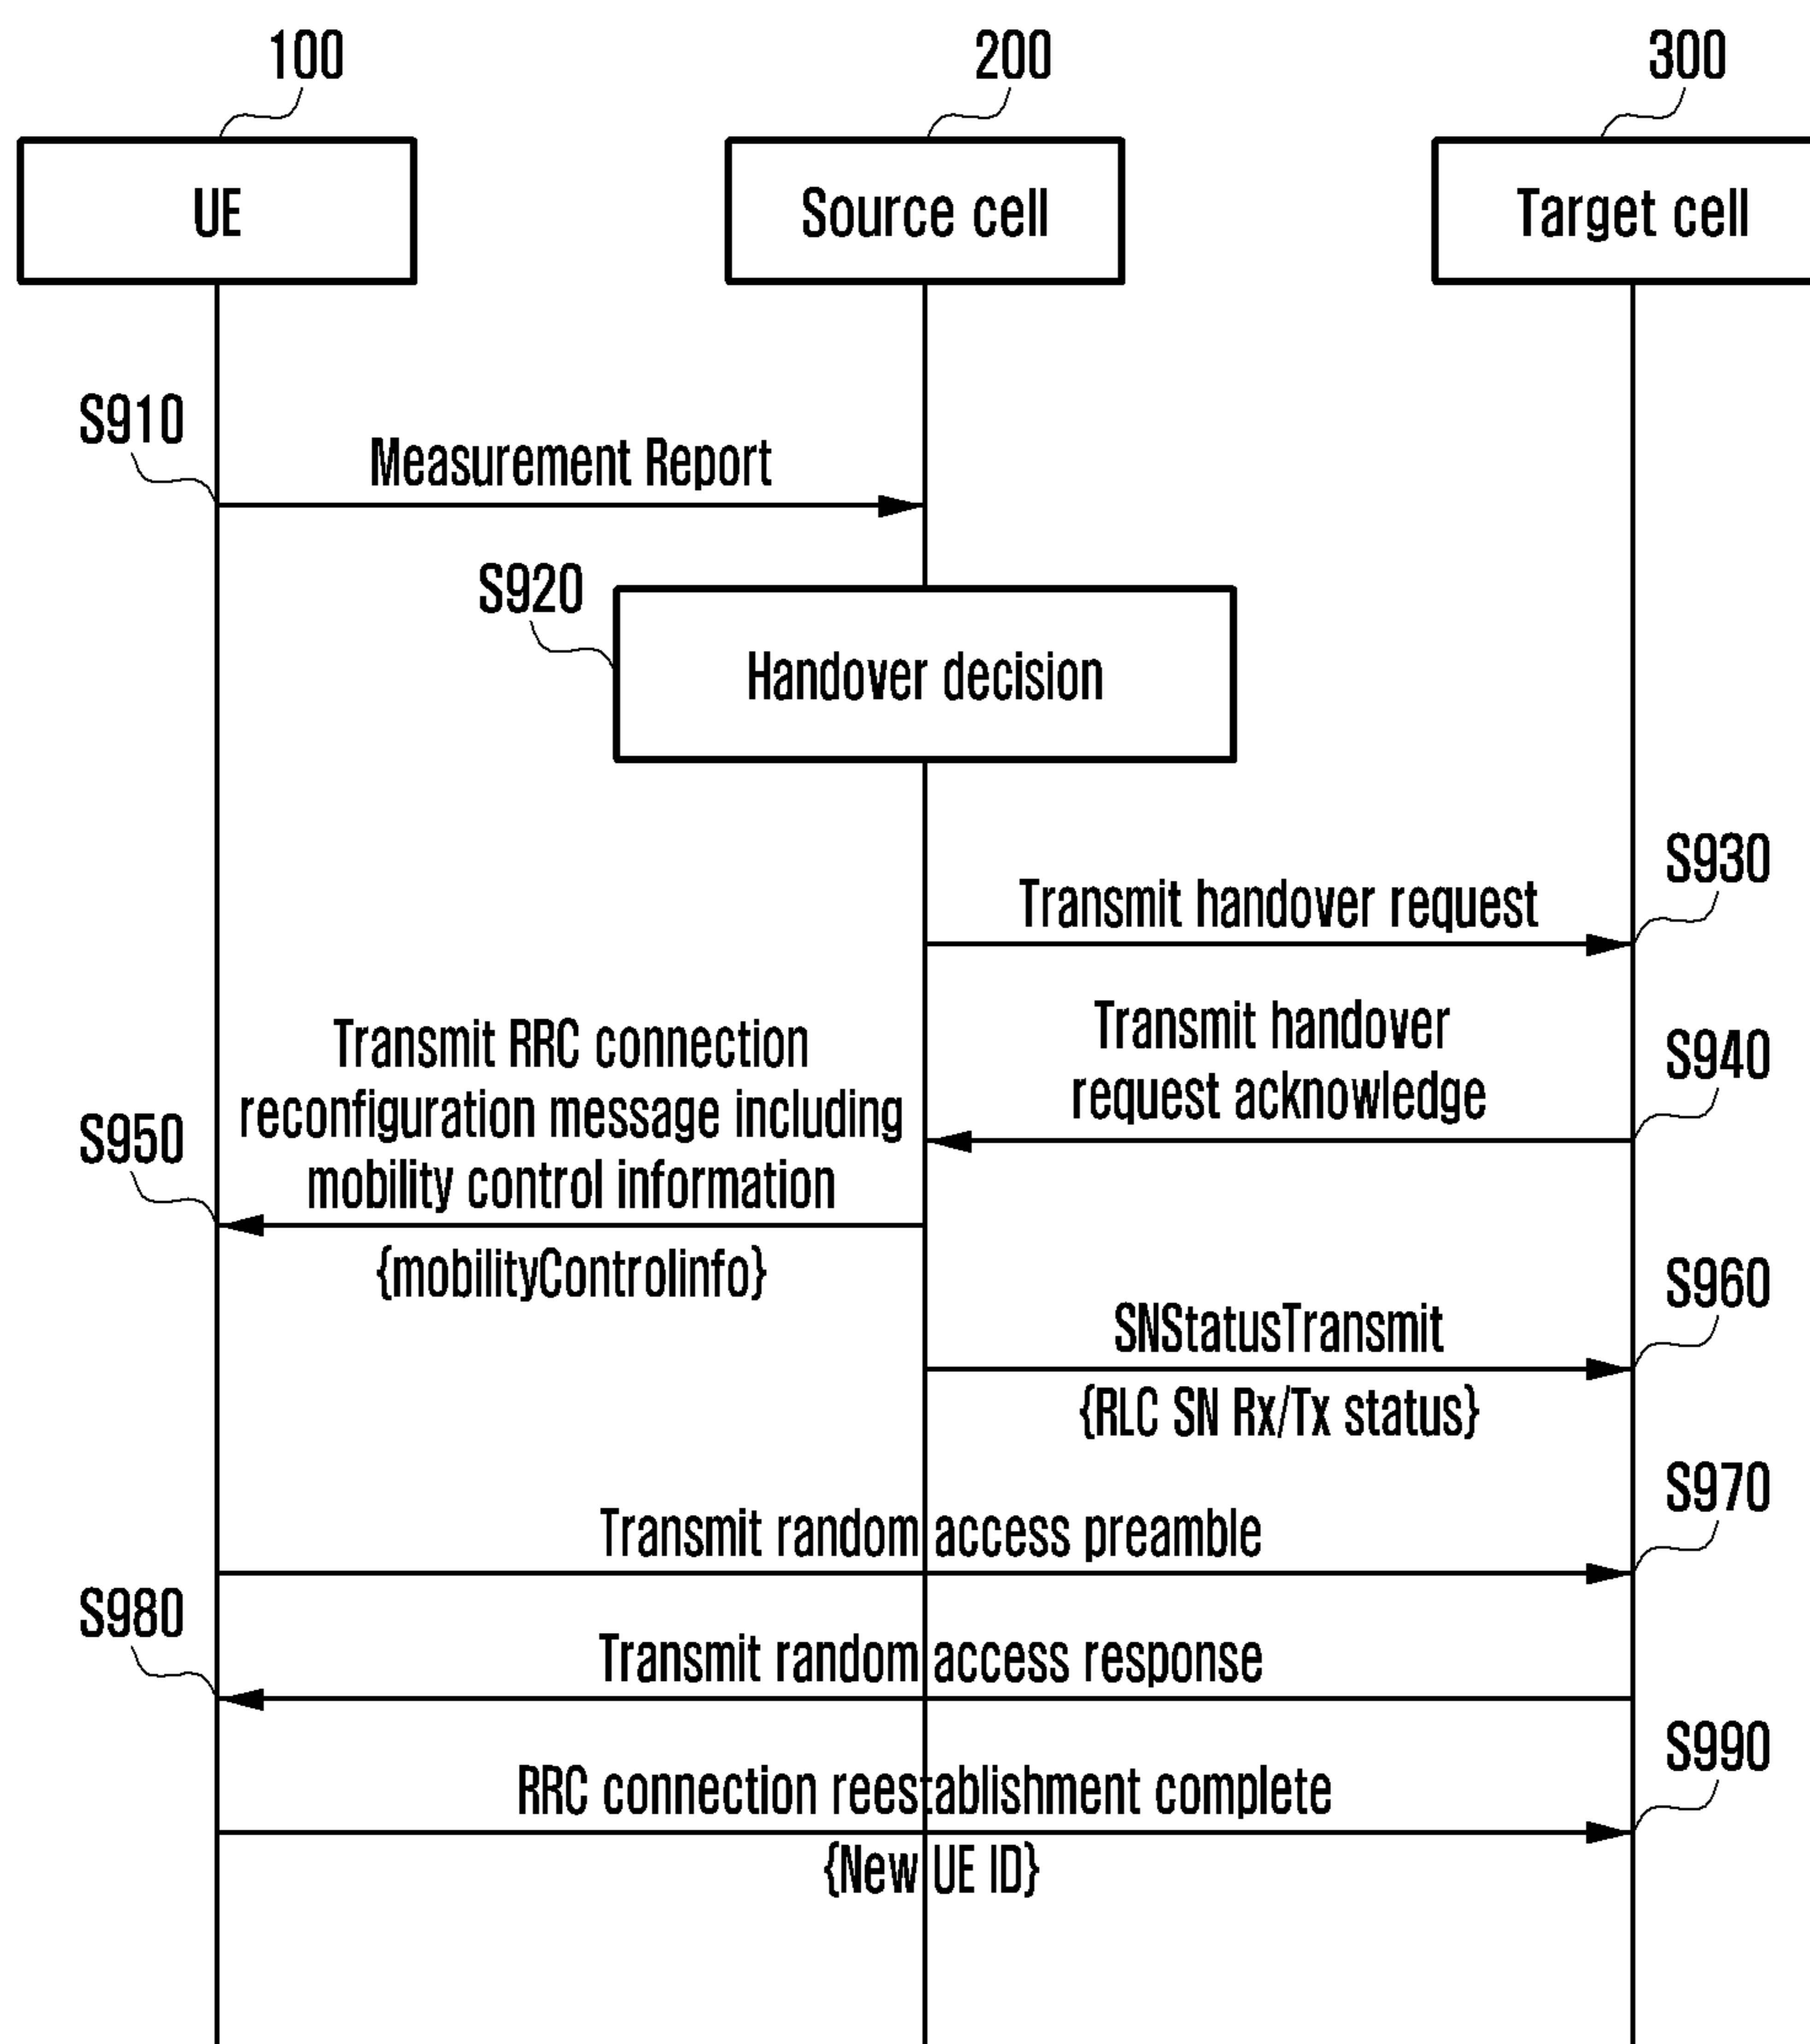 100
200
300
UE
Source cell
Target cell
S910
Measurement Report
S920
Handover decision
S930
Transmit handover request
Transmit handover
request acknowledge
S940
Transmit RRC connection
reconfiguration message including
mobility control information
S950
{mobilityControlinfo}
S960
SNStatusTransmit
{RLC SN Rx/Tx status}
S970
Transmit random access preamble
S980
Transmit random access response
S990
RRC connection reestablishment complete
{New UE ID}